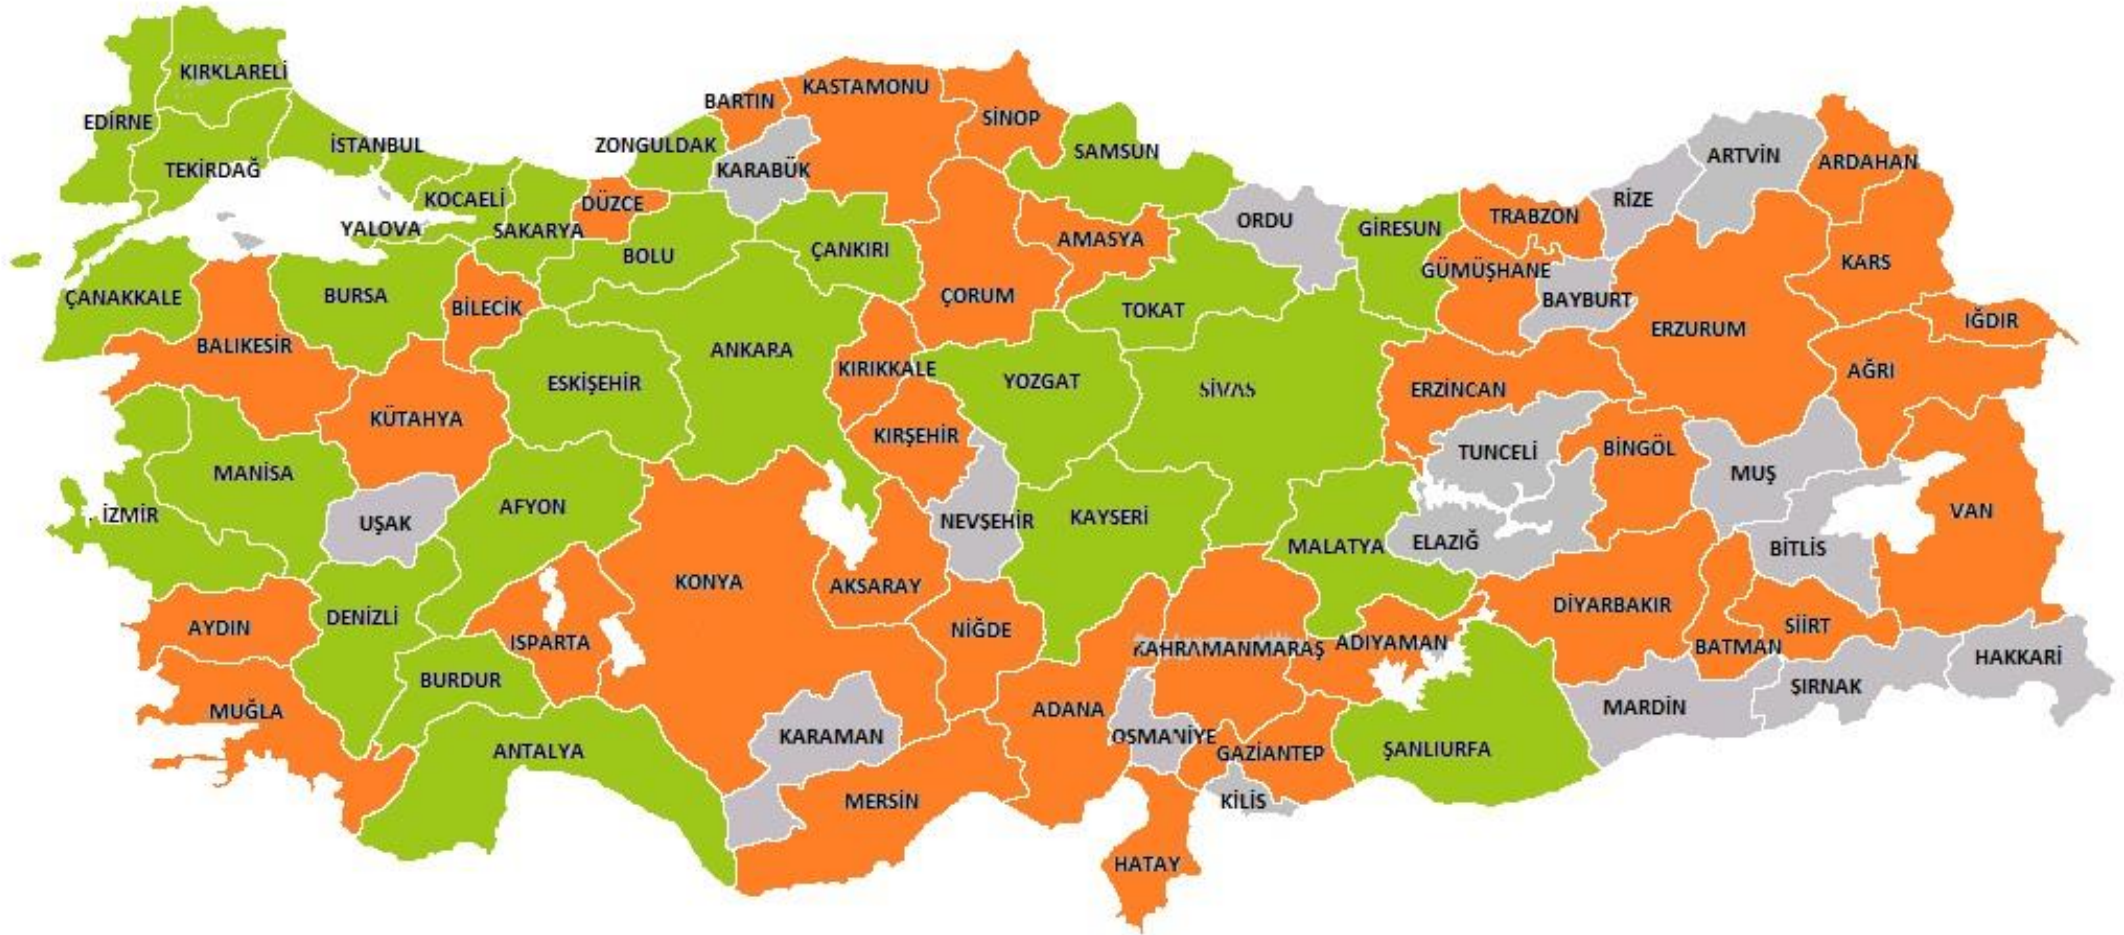 KIRKLARELİ
EDİRNE
TEKİRDAĞ
İSTANBUL
KOCAELİ
YALOVA
SAKARYA
DÜZCE
ZONGULDAK
BARTIN
KARABÜK
KASTAMONU
SİNOP
SAMSUN
BOLU
ÇANKIRI
ÇORUM
AMASYA
TOKAT
ORDU
GİRESUN
TRABZON
GÜMÜŞHANE
BAYBURT
RİZE
ARTVİN
ARDAHAN
KARS
IĞDIR
AĞRI
ERZURUM
ERZİNCAN
ÇANAKKALE
BALIKESİR
BURSA
BİLECİK
KÜTAHYA
ESKİŞEHİR
ANKARA
KIRIKKALE
KIRŞEHİR
YOZGAT
SİVAS
TUNCELİ
BİNGÖL
MUŞ
BİTLİS
VAN
MANİSA
İZMİR
UŞAK
AFYON
KONYA
AKSARAY
NEVŞEHİR
KAYSERİ
MALATYA
ELAZIĞ
DİYARBAKIR
BATMAN
SİİRT
ŞIRNAK
HAKKARİ
AYDIN
DENİZLİ
ISPARTA
BURDUR
MUĞLA
ANTALYA
KARAMAN
NİĞDE
MERSİN
ADANA
KAHRAMANMARAŞ
ADIYAMAN
OSMANİYE
GAZİANTEP
KİLİS
HATAY
ŞANLIURFA
MARDİN